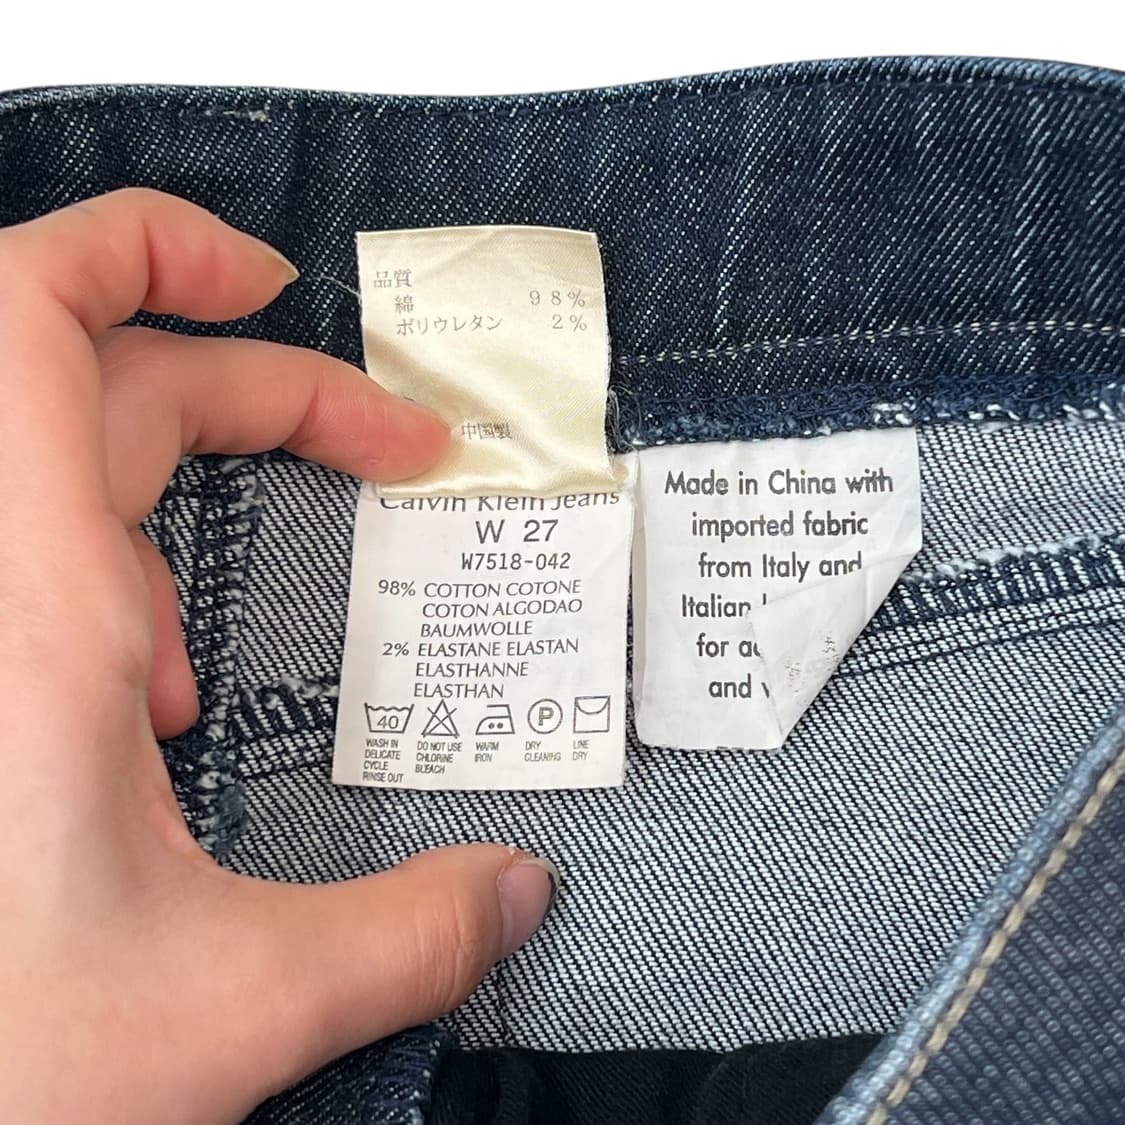 品質
綿 98%
ポリウレタン 2%
中国製
Calvin Klein Jeans
W 27
W7518-042
98% COTTON COTONE
COTON ALGODAO
BAUMWOLLE
2% ELASTANE ELASTAN
ELASTHANNE
ELASTHAN
40
P
WASH IN
DELICATE
CYCLE
RINSE OUT
DO NOT USE
CHLORINE
BLEACH
WARM
IRON
DRY
CLEANING
LINE
DRY
Made in China with
imported fabric
from Italy and
Italian
for
and